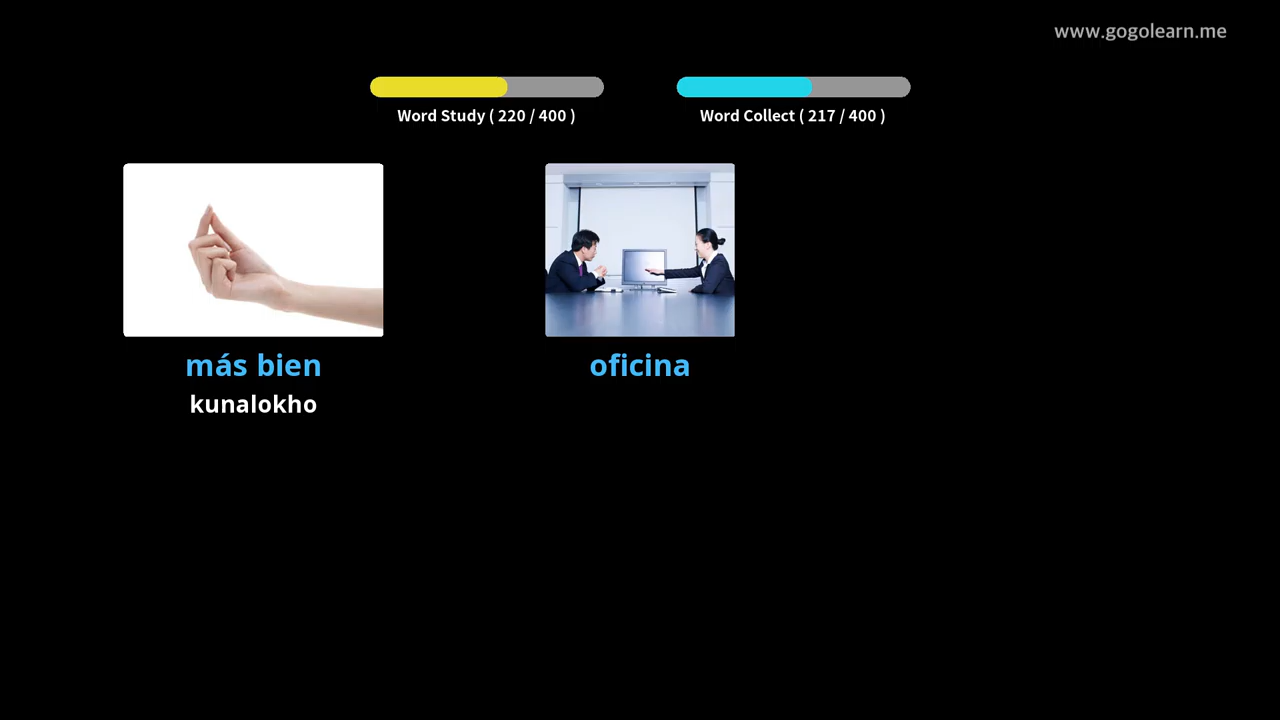 www.gogolearn.me
Word Study ( 220 / 400 )
Word Collect ( 217 / 400 )
más bien
kunalokho
oficina